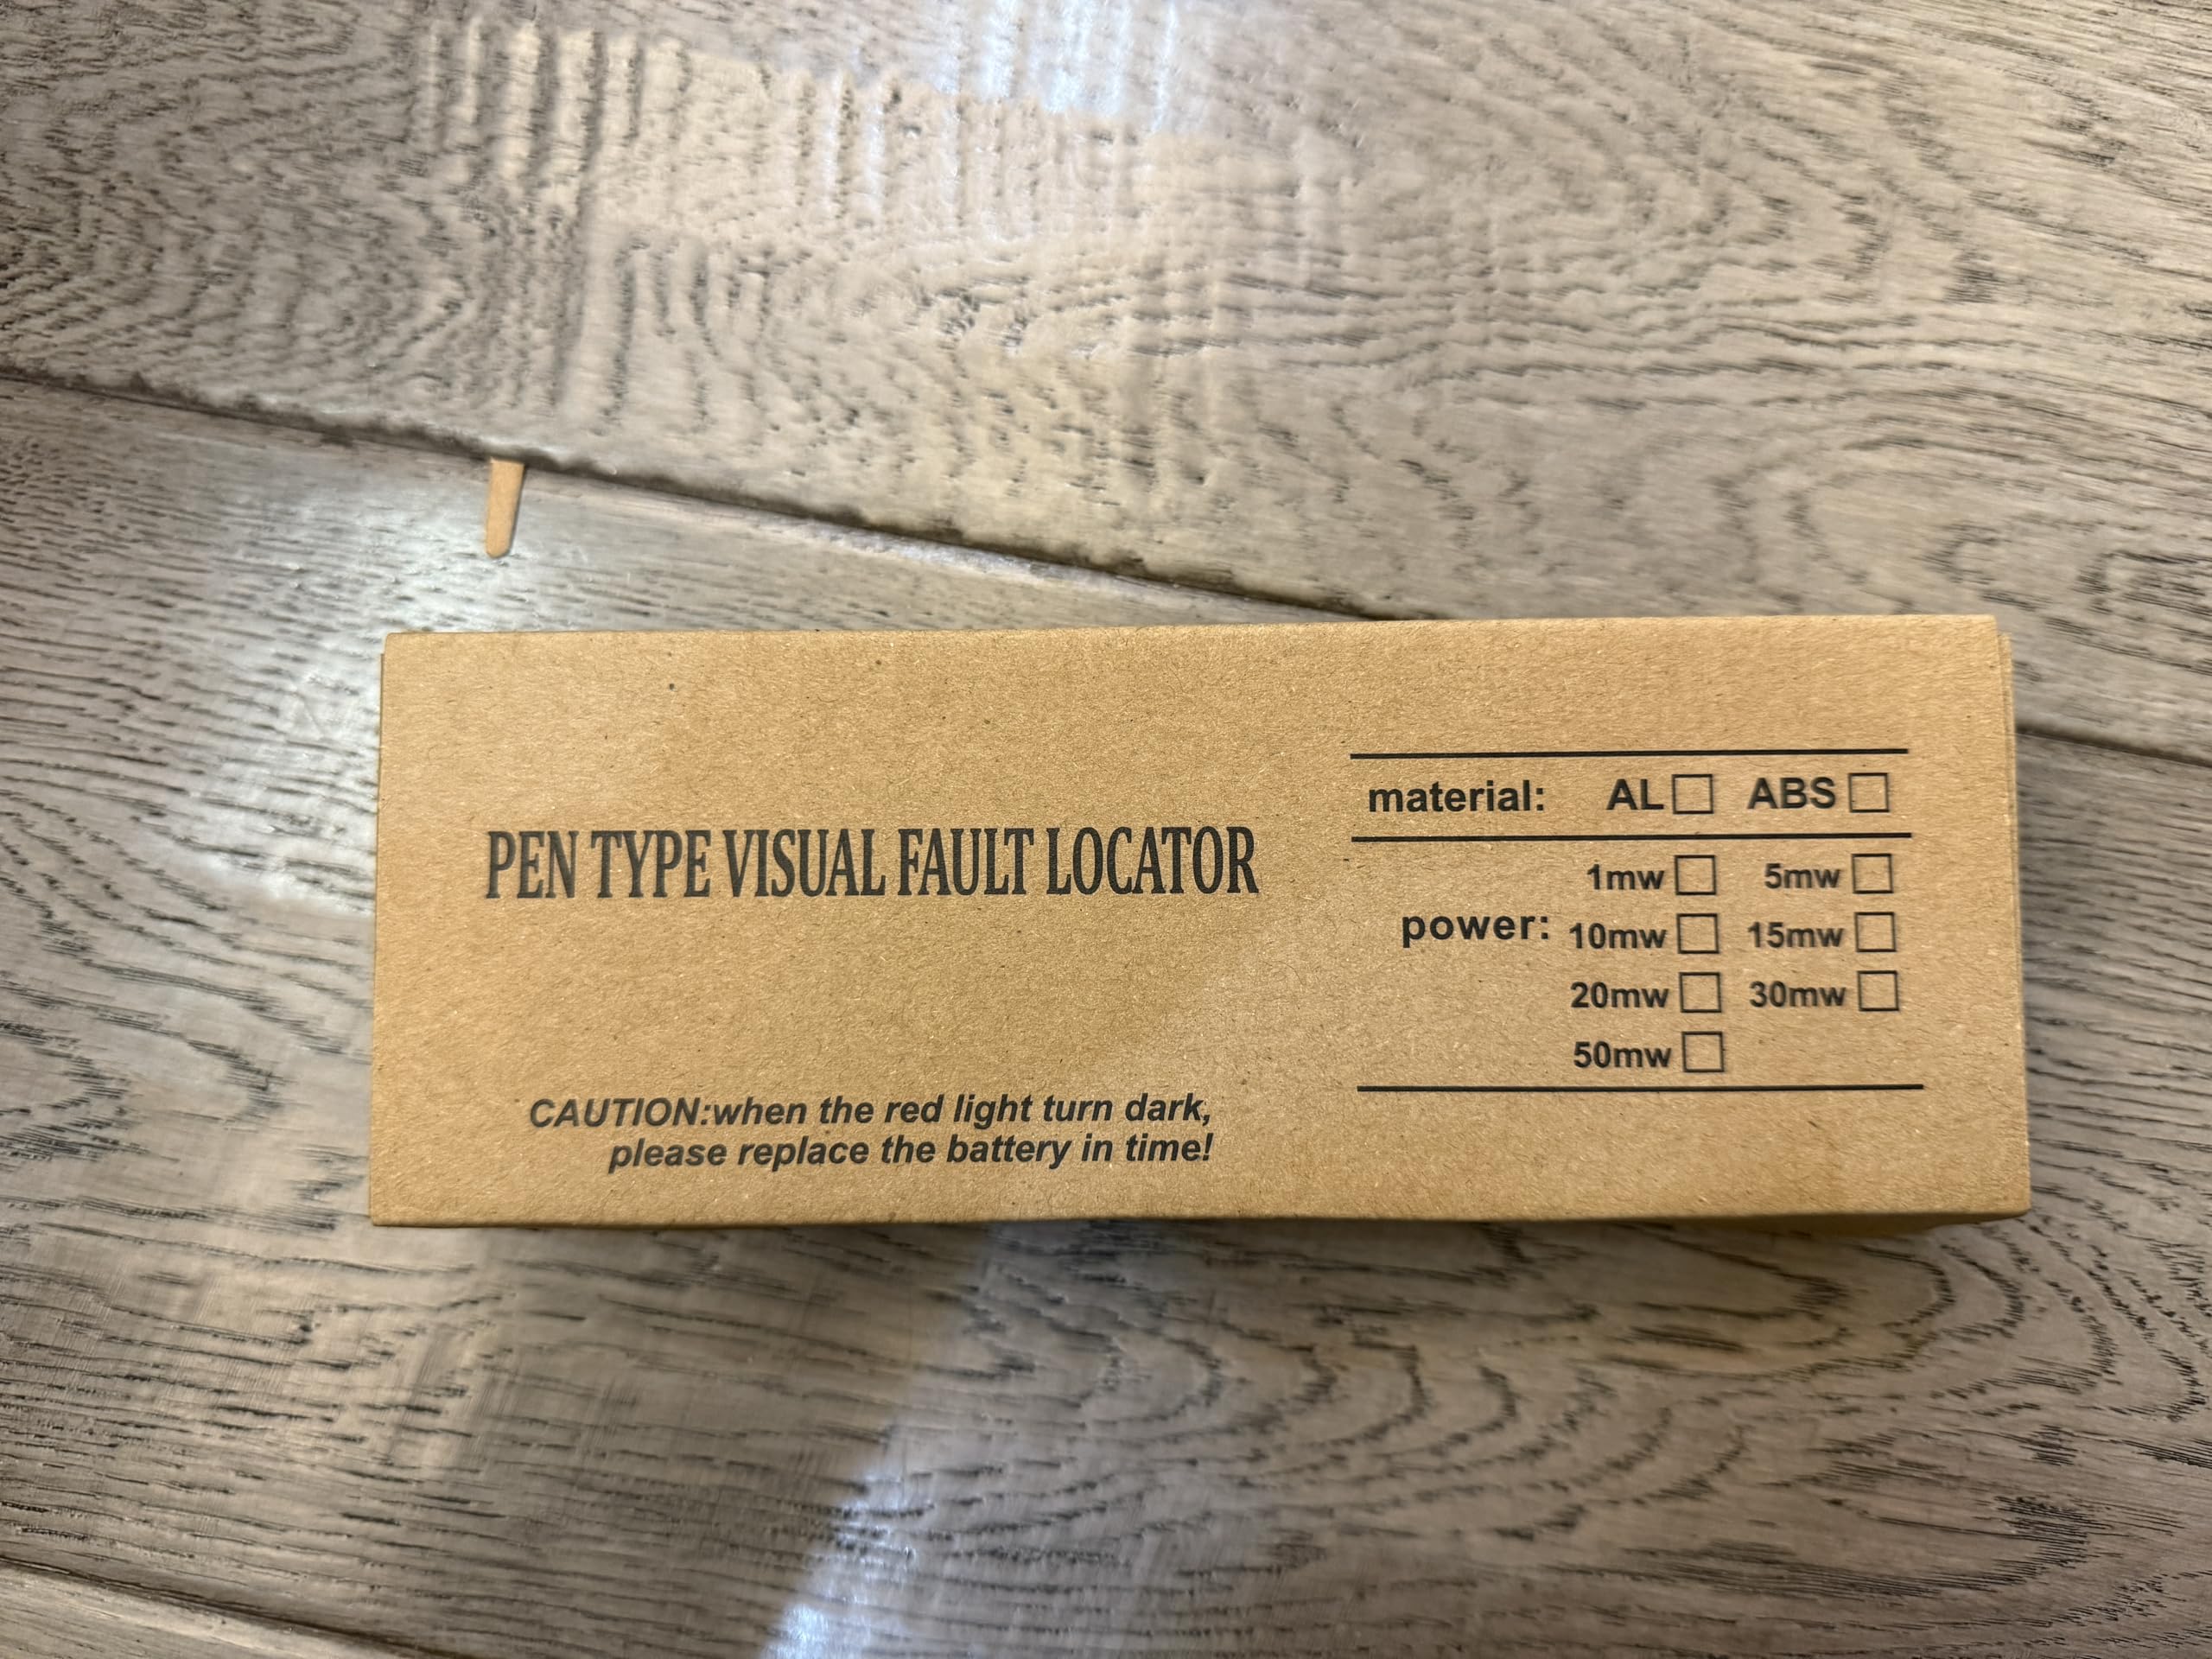 PEN TYPE VISUAL FAULT LOCATOR
CAUTION:when the red light turn dark,
please replace the battery in time!
material: AL ABS
1mw 5mw
power: 10mw 15mw
20mw 30mw
50mw